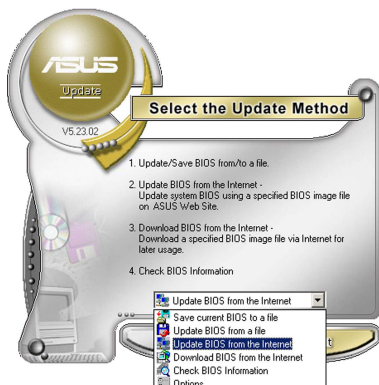 ASUS
Update
V5.23.02
Select the Update Method
1. Update/Save BIOS from/to a file.
2. Update BIOS from the Internet -
Update system BIOS using a specified BIOS image file
on ASUS Web Site.
3. Download BIOS from the Internet -
Download a specified BIOS image file via Internet for
later usage.
4. Check BIOS Information
Update BIOS from the Internet
Save current BIOS to a file
Update BIOS from a file
Update BIOS from the Internet
Download BIOS from the Internet
Check BIOS Information
Options
t